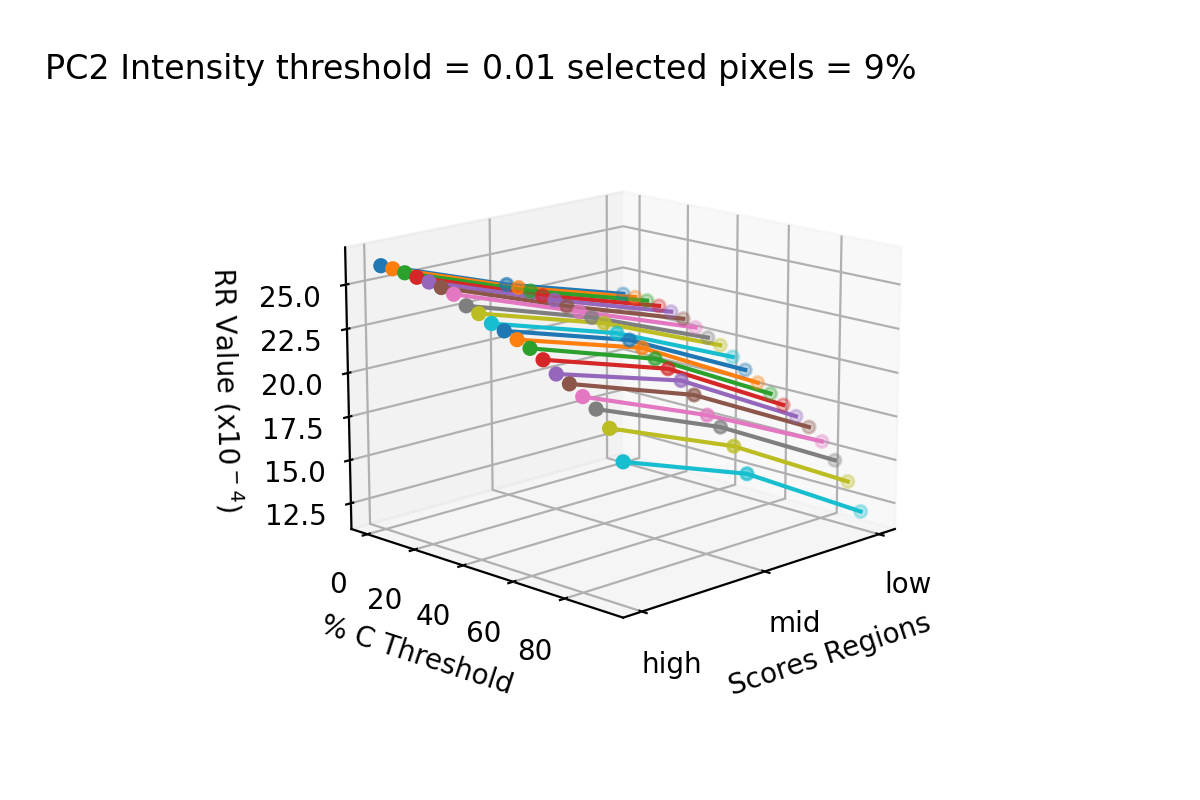 PC2 Intensity threshold = 0.01 selected pixels = 9%
RR Value (x10⁻⁴)
25.0
22.5
20.0
17.5
15.0
12.5
0
20
40
60
80
% C Threshold
high
mid
low
Scores Regions